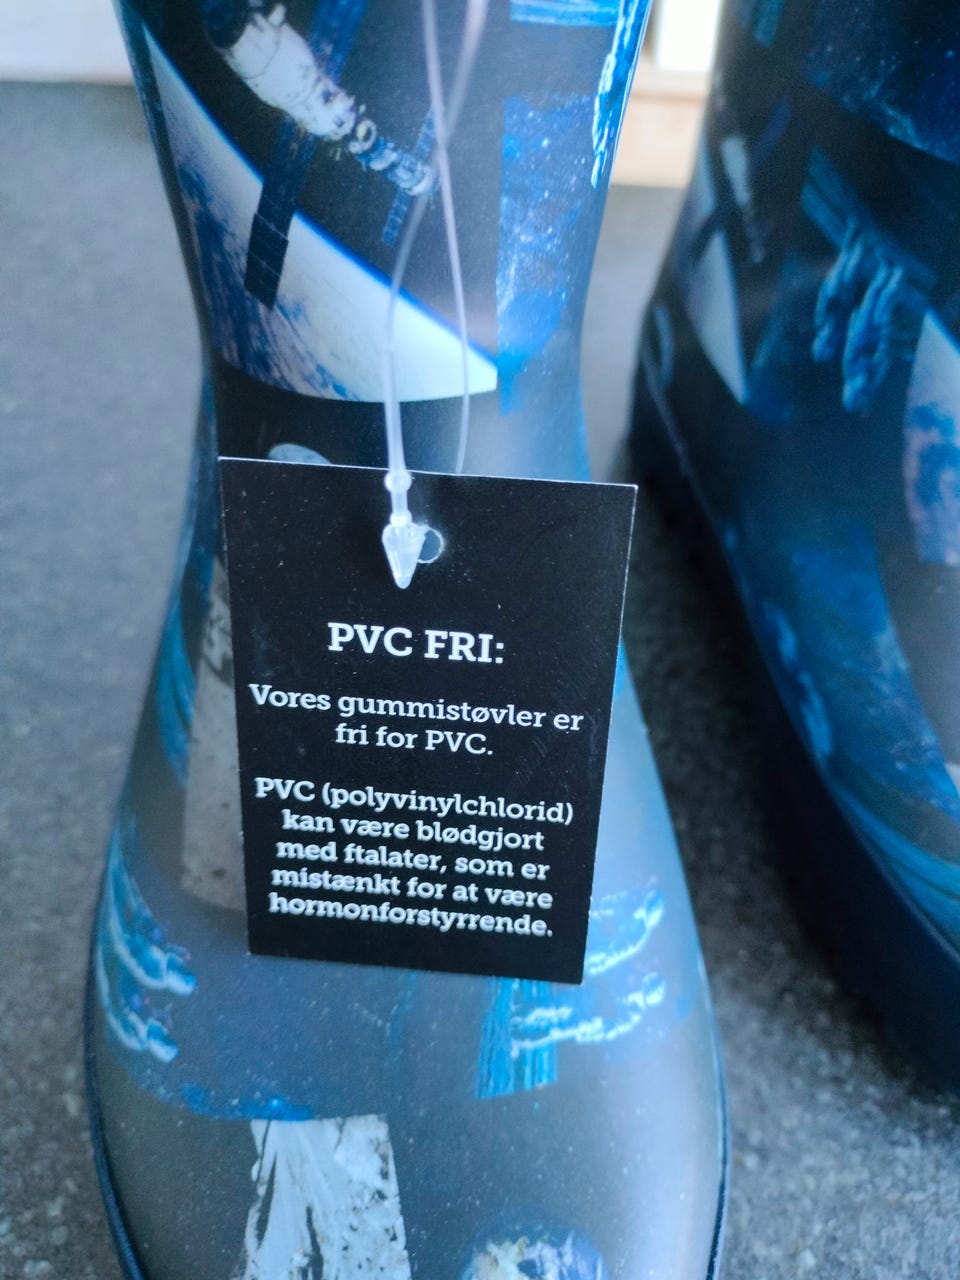 PVC FRI:
Vores gummistøvler er
fri for PVC.
PVC (polyvinylchlorid)
kan være blødgjort
med ftalater, som er
mistænkt for at være
hormonforstyrrende.